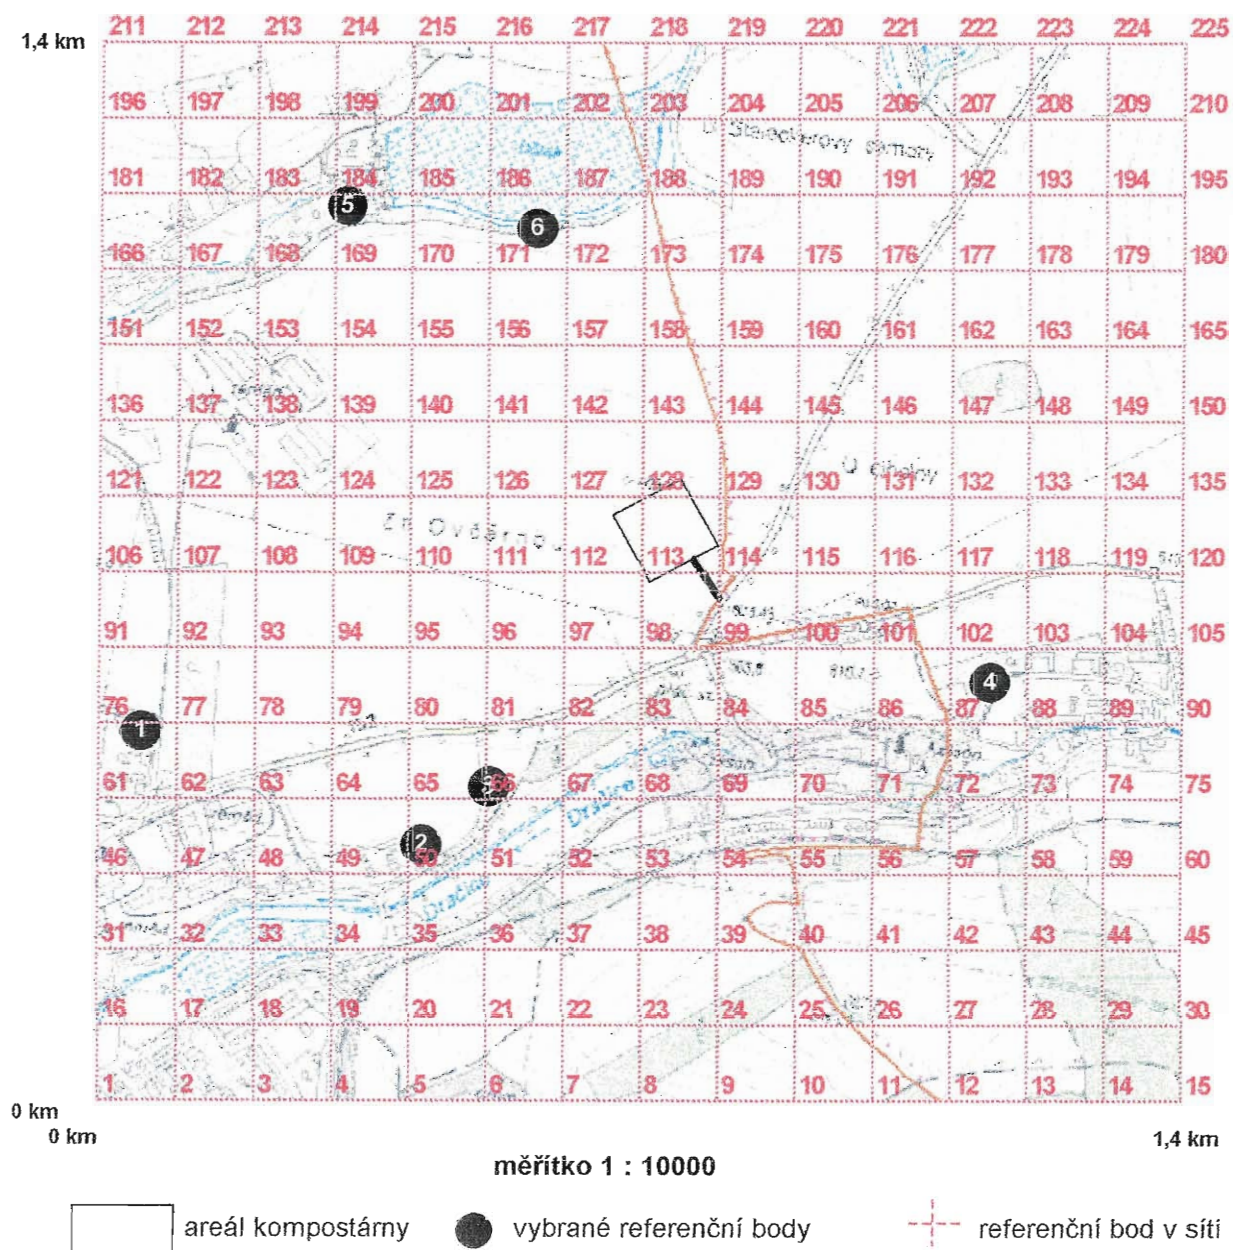 211 212 213 214 215 216 217 218 219 220 221 222 223 224 225
1,4 km
196 197 198 199 200 201 202 203 204 205 206 207 208 209 210
181 182 183 184 185 186 187 188 189 190 191 192 193 194 195
5
6
166 167 168 169 170 171 172 173 174 175 176 177 178 179 180
151 152 153 154 155 156 157 158 159 160 161 162 163 164 165
136 137 138 139 140 141 142 143 144 145 146 147 148 149 150
U cihelny
121 122 123 124 125 126 127 128 129 130 131 132 133 134 135
106 107 108 109 110 111 112 113 114 115 116 117 118 119 120
91 92 93 94 95 96 97 98 99 100 101 102 103 104 105
4
76 77 78 79 80 81 82 83 84 85 86 87 88 89 90
1
61 62 63 64 65 66 67 68 69 70 71 72 73 74 75
3
Dračice
2
46 47 48 49 50 51 52 53 54 55 56 57 58 59 60
Dračice
31 32 33 34 35 36 37 38 39 40 41 42 43 44 45
16 17 18 19 20 21 22 23 24 25 26 27 28 29 30
1 2 3 4 5 6 7 8 9 10 11 12 13 14 15
0 km
0 km 1,4 km
měřítko 1 : 10000
areál kompostárny vybrané referenční body referenční bod v síti